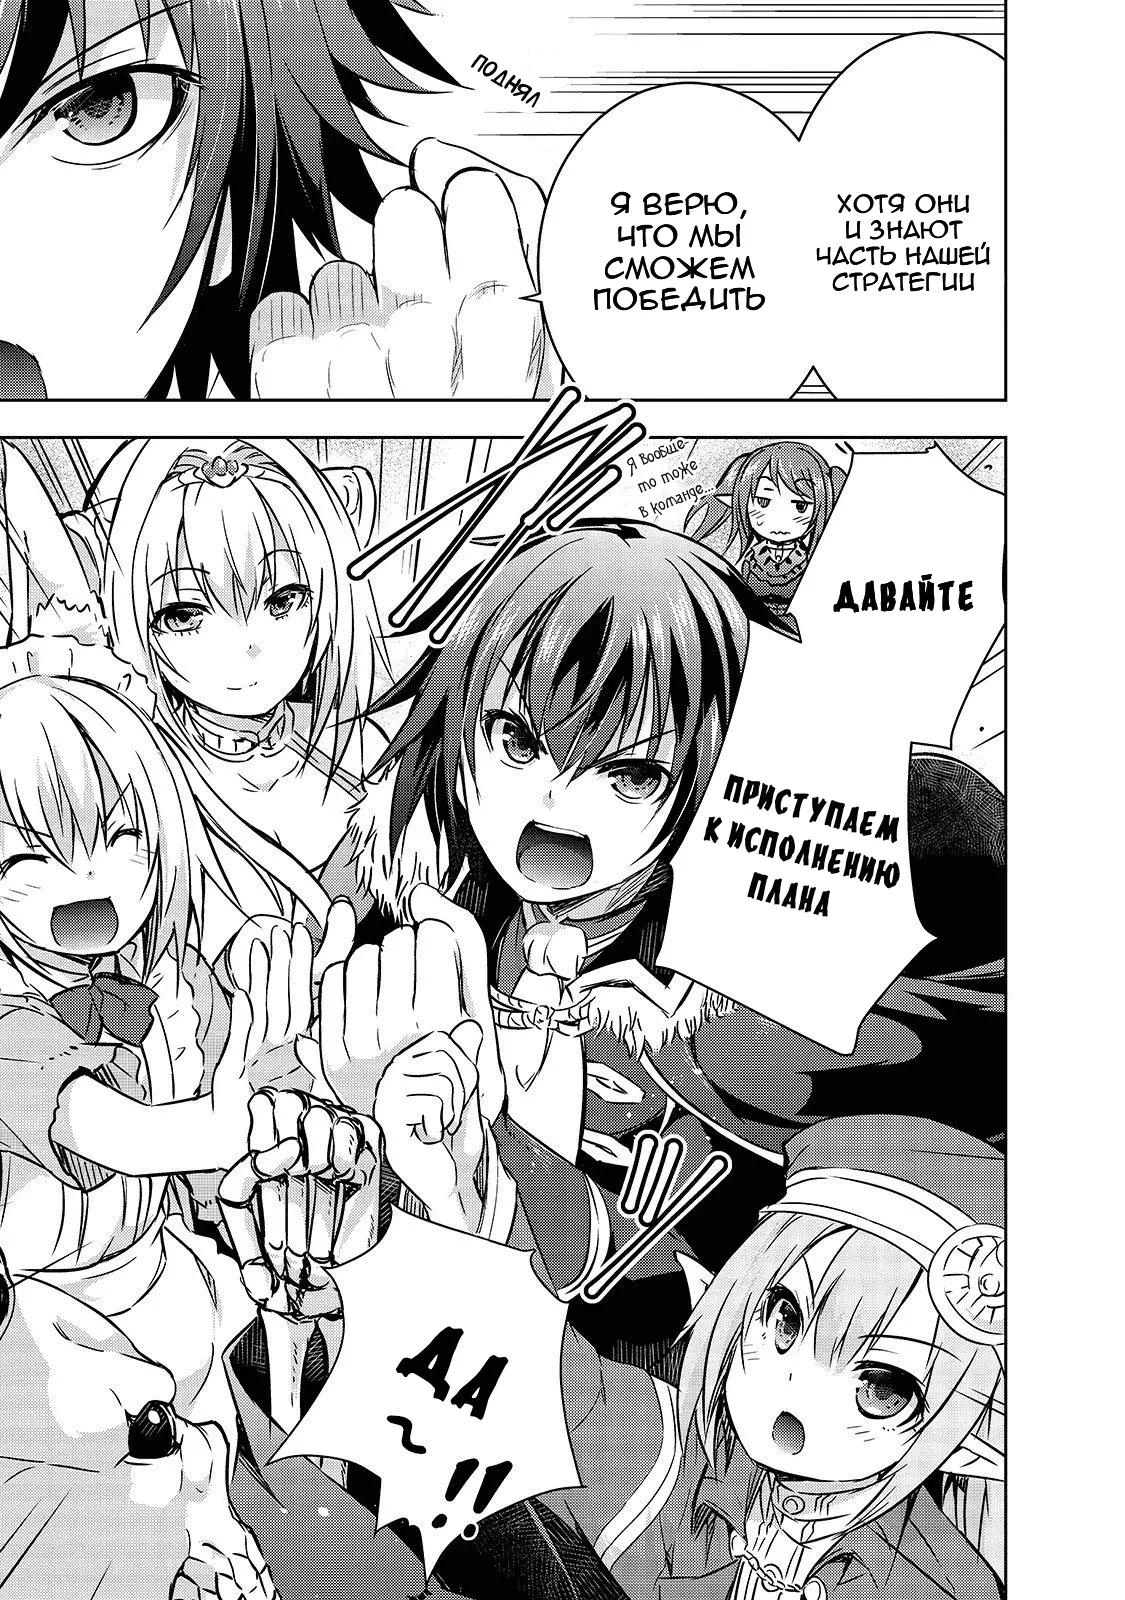 ХОТЯ ОНИ
И ЗНАЮТ
ЧАСТЬ НАШЕЙ
СТРАТЕГИИ
Я ВЕРЮ,
ЧТО МЫ
СМОЖЕМ
ПОБЕДИТЬ
ПОДНЯЛ
ДАВАЙТЕ
Я вообще-
то тоже
в команде...
ПРИСТУПАЕМ
К ИСПОЛНЕНИЮ
ПЛАНА
ДА
~
!!